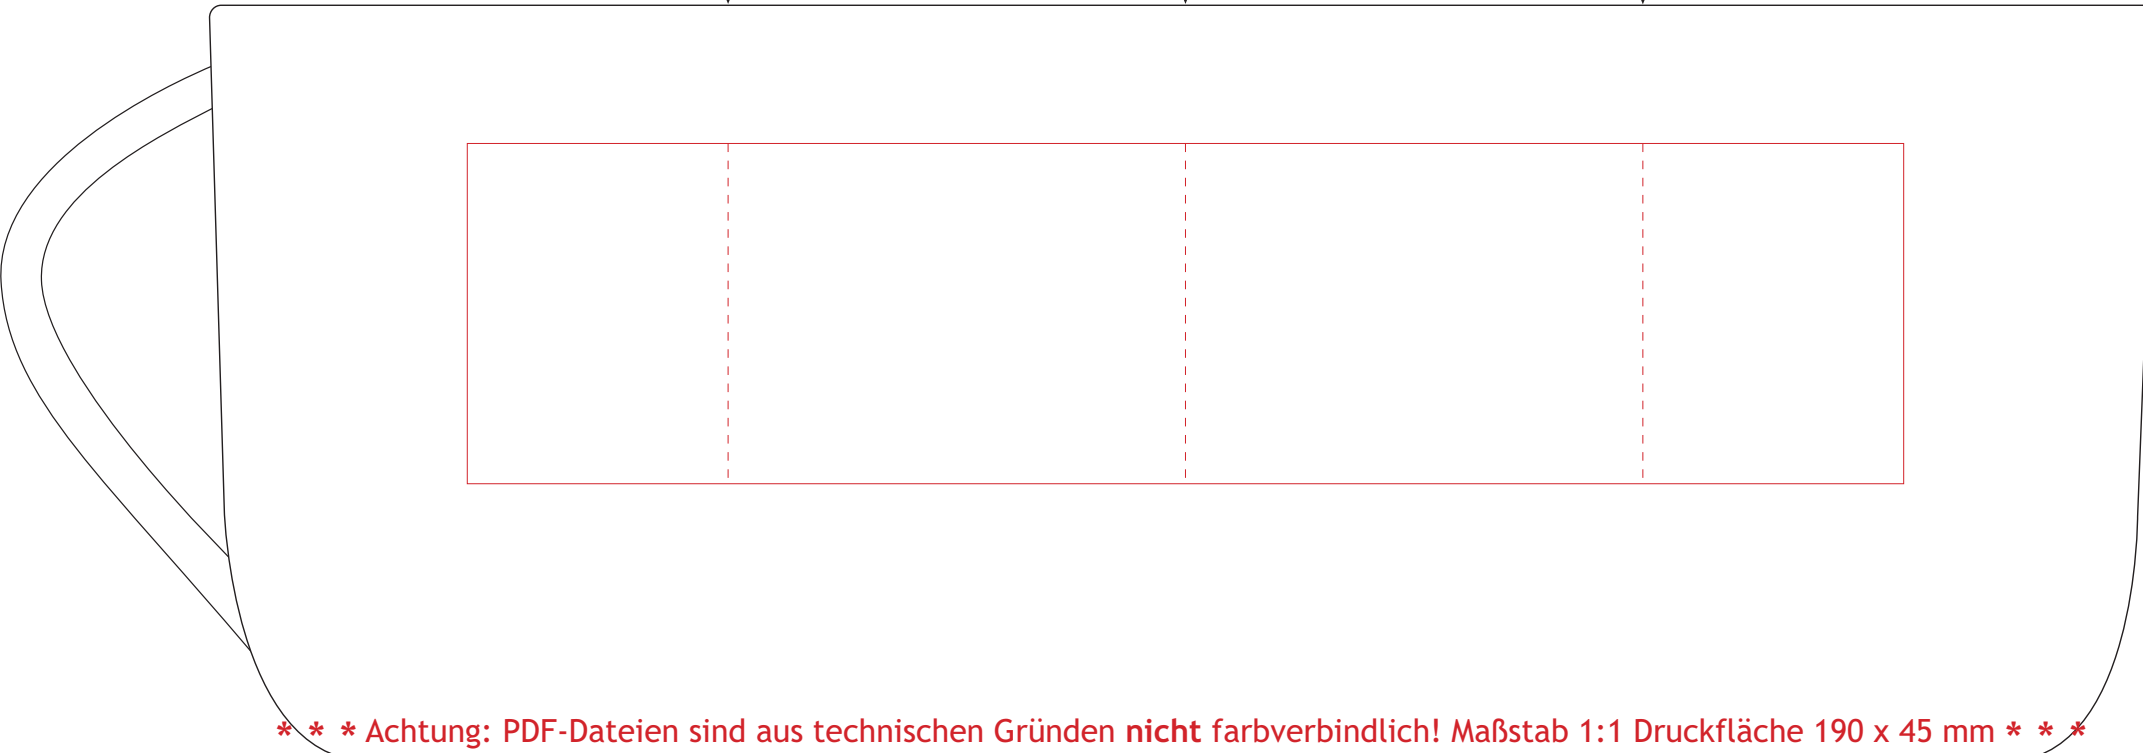 * * * Achtung: PDF-Dateien sind aus technischen Gründen nicht farbverbindlich! Maßstab 1:1 Druckfläche 190 x 45 mm * * *